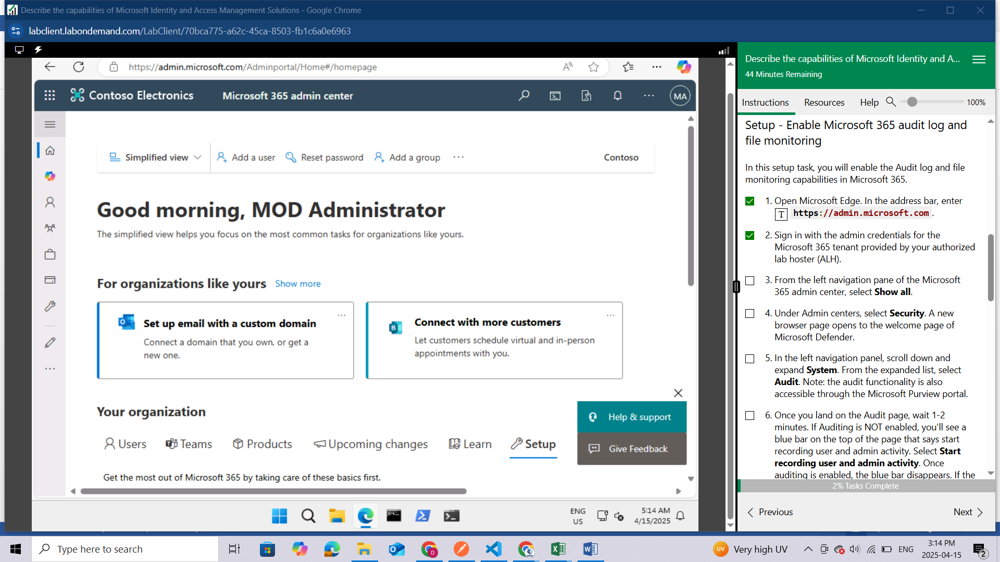 Describe the capabilities of Microsoft Identity and Access Management Solutions - Google Chrome
labclient.labondemand.com/LabClient/70bca775-a62c-45ca-8503-fb1c6a0e6963
https://admin.microsoft.com/Adminportal/Home#/homepage
Contoso Electronics
Microsoft 365 admin center
MA
Simplified view
Add a user
Reset password
Add a group
Contoso
Good morning, MOD Administrator
The simplified view helps you focus on the most common tasks for organizations like yours.
For organizations like yours
Show more
Set up email with a custom domain
Connect a domain that you own, or get a
new one.
Connect with more customers
Let customers schedule virtual and in-person
appointments with you.
Your organization
Users
Teams
Products
Upcoming changes
Learn
Setup
Get the most out of Microsoft 365 by taking care of these basics first.
Help & support
Give Feedback
ENG
US
5:14 AM
4/15/2025
Describe the capabilities of Microsoft Identity and A...
44 Minutes Remaining
Instructions
Resources
Help
100%
Setup - Enable Microsoft 365 audit log and
file monitoring
In this setup task, you will enable the Audit log and file
monitoring capabilities in Microsoft 365.
1. Open Microsoft Edge. In the address bar, enter
T https://admin.microsoft.com .
2. Sign in with the admin credentials for the
Microsoft 365 tenant provided by your authorized
lab hoster (ALH).
3. From the left navigation pane of the Microsoft
365 admin center, select Show all.
4. Under Admin centers, select Security. A new
browser page opens to the welcome page of
Microsoft Defender.
5. In the left navigation panel, scroll down and
expand System. From the expanded list, select
Audit. Note: the audit functionality is also
accessible through the Microsoft Purview portal.
6. Once you land on the Audit page, wait 1-2
minutes. If Auditing is NOT enabled, you'll see a
blue bar on the top of the page that says start
recording user and admin activity. Select Start
recording user and admin activity. Once
auditing is enabled, the blue bar disappears. If the
2% Tasks Complete
Previous
Next
Type here to search
UV
Very high UV
ENG
3:14 PM
2025-04-15
2